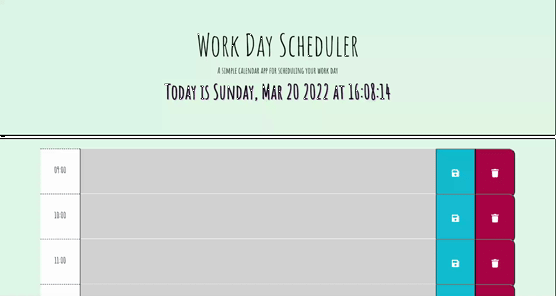 Work Day Scheduler
A simple calendar app for scheduling your work day
Today is Sunday, Mar 20 2022 at 16:08:14
09:00
10:00
11:00